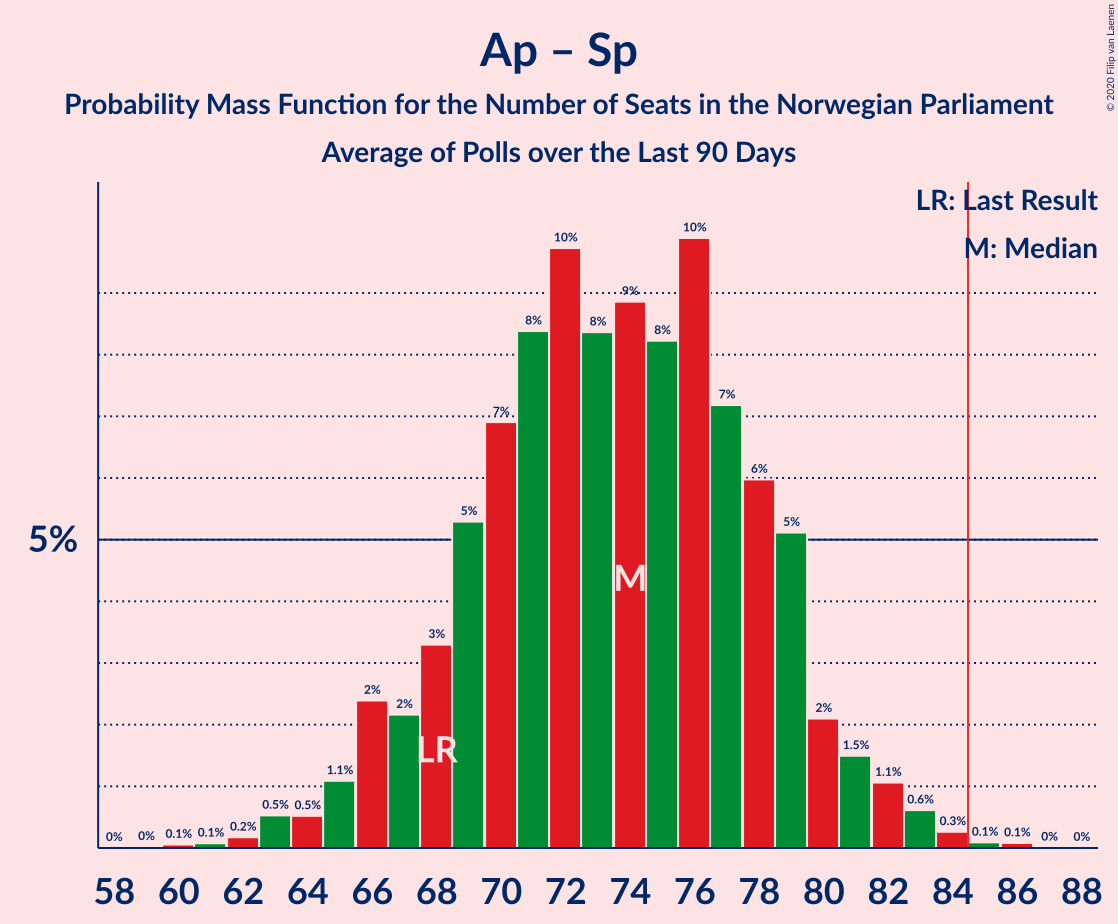 Ap – Sp
Probability Mass Function for the Number of Seats in the Norwegian Parliament
Average of Polls over the Last 90 Days
© 2020 Filip van Laenen
LR: Last Result
M: Median
5%
0% 0% 0.1% 0.1% 0.2% 0.5% 0.5% 1.1% 2% 2% 3% 5% 7% 8% 10% 8% 9% 8% 10% 7% 6% 5% 2% 1.5% 1.1% 0.6% 0.3% 0.1% 0.1% 0% 0%
LR
M
58 60 62 64 66 68 70 72 74 76 78 80 82 84 86 88